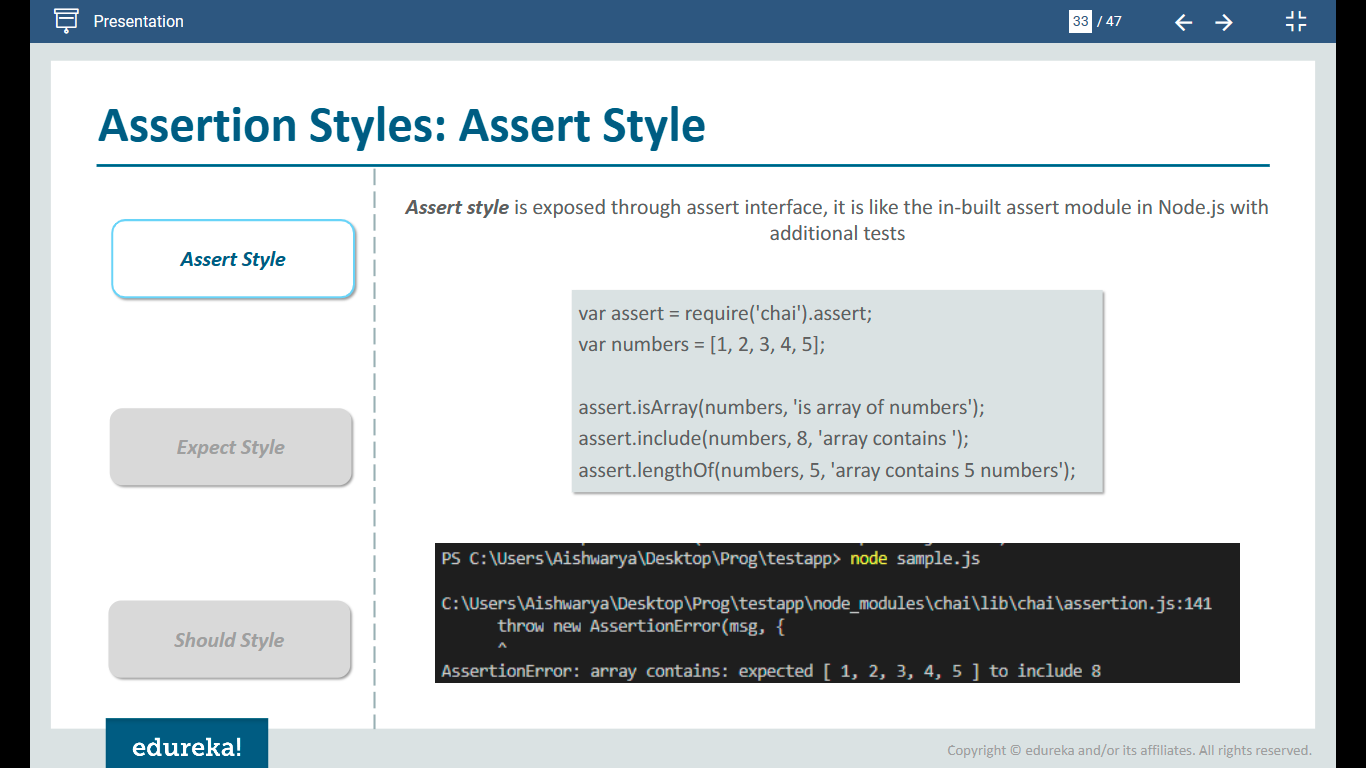 Presentation
33 / 47
Assertion Styles: Assert Style
Assert Style
Expect Style
Should Style
Assert style is exposed through assert interface, it is like the in-built assert module in Node.js with
additional tests
var assert = require('chai').assert;
var numbers = [1, 2, 3, 4, 5];
assert.isArray(numbers, 'is array of numbers');
assert.include(numbers, 8, 'array contains ');
assert.lengthOf(numbers, 5, 'array contains 5 numbers');
PS C:\Users\Aishwarya\Desktop\Prog\testapp> node sample.js
C:\Users\Aishwarya\Desktop\Prog\testapp\node_modules\chai\lib\chai\assertion.js:141
throw new AssertionError(msg, {
^
AssertionError: array contains: expected [ 1, 2, 3, 4, 5 ] to include 8
edureka!
Copyright © edureka and/or its affiliates. All rights reserved.